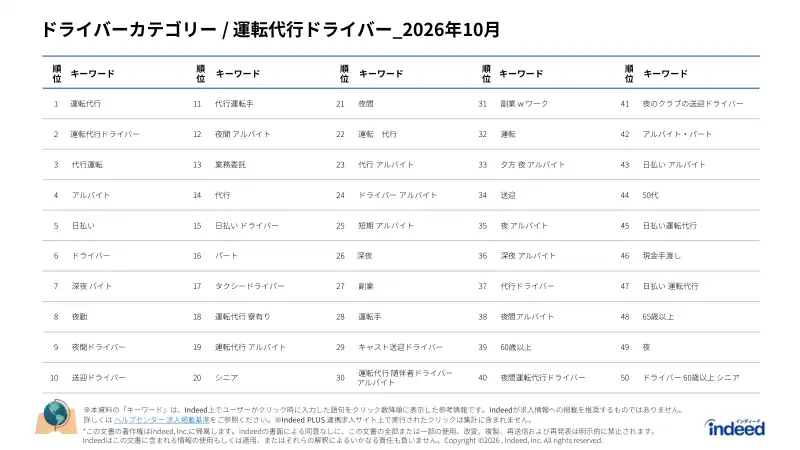 ドライバーカテゴリー / 運転代行ドライバー_2026年10月
順位 キーワード 順位 キーワード 順位 キーワード 順位 キーワード 順位 キーワード
1 運転代行 11 代行運転手 21 夜間 31 副業 w ワーク 41 夜のクラブの送迎ドライバー
2 運転代行ドライバー 12 夜間 アルバイト 22 運転　代行 32 運転 42 アルバイト・パート
3 代行運転 13 業務委託 23 代行 アルバイト 33 夕方 夜 アルバイト 43 日払い アルバイト
4 アルバイト 14 代行 24 ドライバー アルバイト 34 送迎 44 50代
5 日払い 15 日払い ドライバー 25 短期 アルバイト 35 夜 アルバイト 45 日払い運転代行
6 ドライバー 16 パート 26 深夜 36 深夜 アルバイト 46 現金手渡し
7 深夜 バイト 17 タクシードライバー 27 副業 37 代行ドライバー 47 日払い 運転代行
8 夜勤 18 運転代行 寮有り 28 運転手 38 夜間アルバイト 48 65歳以上
9 夜間ドライバー 19 運転代行 アルバイト 29 キャスト送迎ドライバー 39 60歳以上 49 夜
10 送迎ドライバー 20 シニア 30 運転代行 随伴者ドライバー アルバイト 40 夜間運転代行ドライバー 50 ドライバー 60歳以上 シニア
※本資料の「キーワード」は、Indeed上でユーザーがクリック時に入力した語句をクリック数降順に表示した参考情報です。Indeedが求人情報への掲載を推奨するものではありません。
詳しくは ヘルプセンター 求人掲載基準をご参照ください。※Indeed PLUS 連携求人サイト上で実行されたクリックは集計に含まれません。
*この文書の著作権はIndeed, Inc.に帰属します。Indeedの書面による同意なしに、この文書の全部または一部の使用、改変、複製、再送信および再発表は明示的に禁止されます。
Indeedはこの文書に含まれる情報の使用もしくは適用、またはそれらの解釈によるいかなる責任も負いません。Copyright ©2026 , Indeed, Inc. All rights reserved.
インディード
indeed